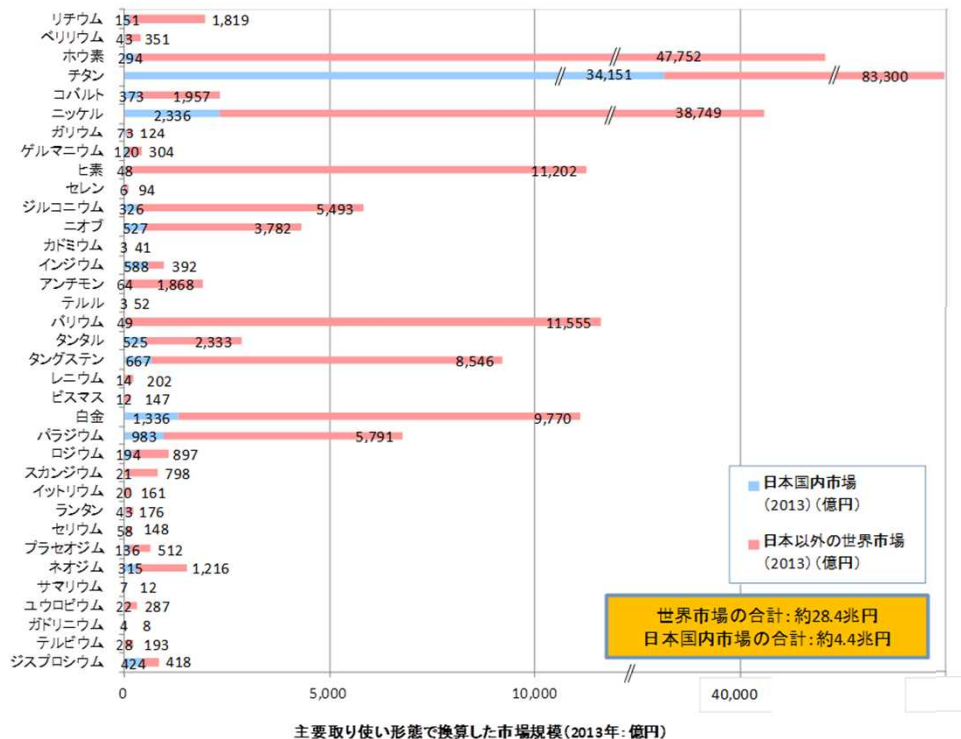 リチウム 151 1,819
ベリリウム 43 351
ホウ素 294 47,752
チタン 34,151 83,300
コバルト 373 1,957
ニッケル 2,336 38,749
ガリウム 73 124
ゲルマニウム 120 304
ヒ素 48 11,202
セレン 6 94
ジルコニウム 326 5,493
ニオブ 527 3,782
カドミウム 3 41
インジウム 588 392
アンチモン 64 1,868
テルル 3 52
バリウム 49 11,555
タンタル 525 2,333
タングステン 667 8,546
レニウム 14 202
ビスマス 12 147
白金 1,336 9,770
パラジウム 983 5,791
ロジウム 194 897
スカンジウム 21 798
イットリウム 20 161
ランタン 43 176
セリウム 58 148
プラセオジム 136 512
ネオジム 315 1,216
サマリウム 7 12
ユウロピウム 22 287
ガドリニウム 4 8
テルビウム 28 193
ジスプロシウム 424 418
日本国内市場
(2013)(億円)
日本以外の世界市場
(2013)(億円)
世界市場の合計:約28.4兆円
日本国内市場の合計:約4.4兆円
0 5,000 10,000 40,000
主要取り使い形態で換算した市場規模(2013年:億円)